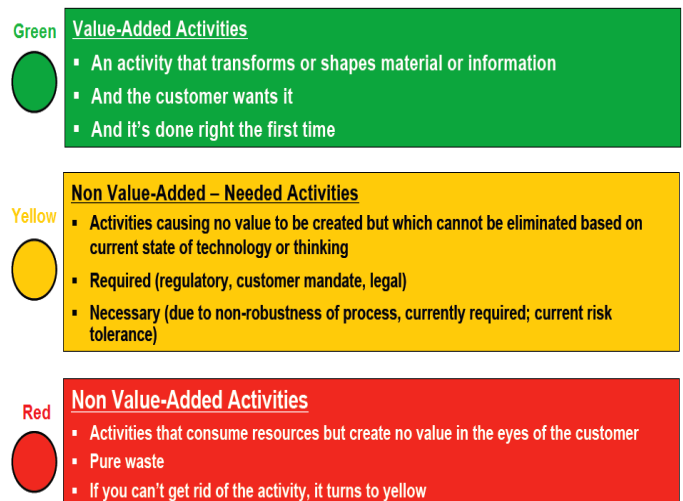 Green
Value-Added Activities
▪ An activity that transforms or shapes material or information
▪ And the customer wants it
▪ And it's done right the first time
Yellow
Non Value-Added – Needed Activities
▪ Activities causing no value to be created but which cannot be eliminated based on
current state of technology or thinking
▪ Required (regulatory, customer mandate, legal)
▪ Necessary (due to non-robustness of process, currently required; current risk
tolerance)
Red
Non Value-Added Activities
▪ Activities that consume resources but create no value in the eyes of the customer
▪ Pure waste
▪ If you can't get rid of the activity, it turns to yellow